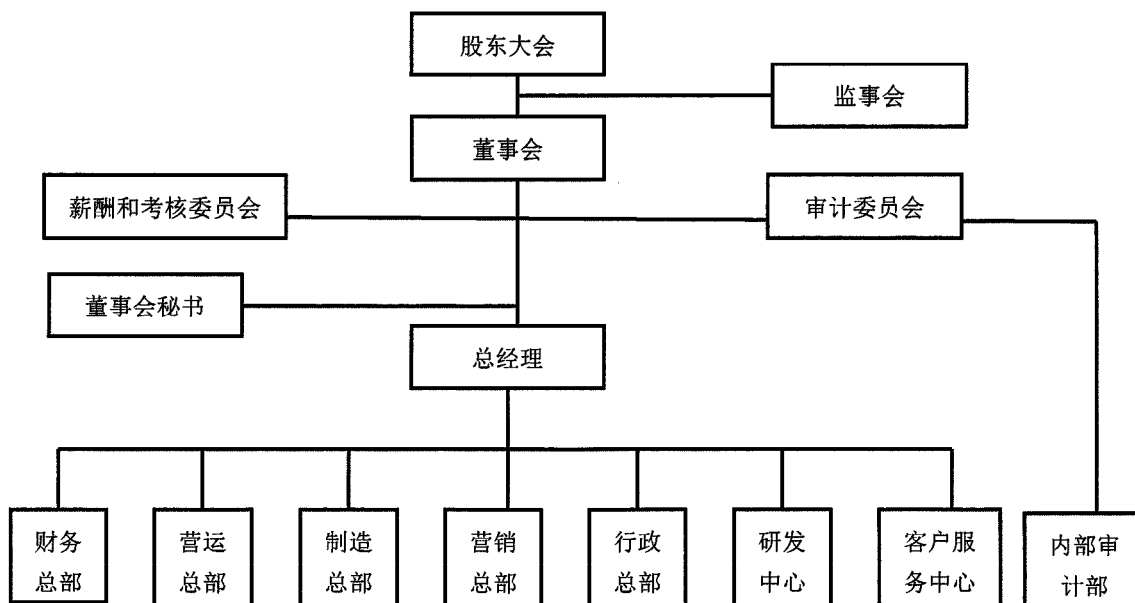 股东大会
监事会
董事会
薪酬和考核委员会
审计委员会
董事会秘书
总经理
财务
总部
营运
总部
制造
总部
营销
总部
行政
总部
研发
中心
客户服
务中心
内部审
计部